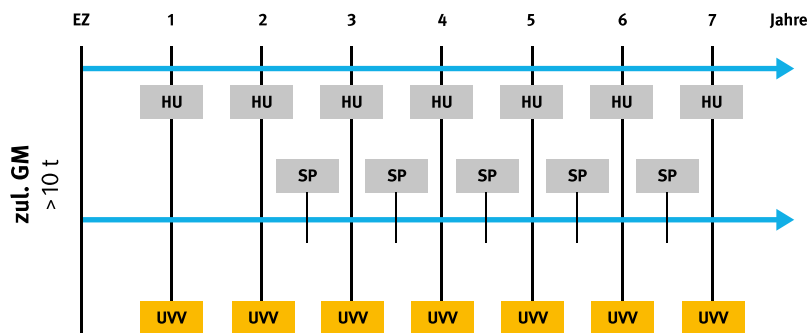 EZ 1 2 3 4 5 6 7 Jahre
HU HU HU HU HU HU HU
zul. GM
> 10 t
SP SP SP SP SP
UVV UVV UVV UVV UVV UVV UVV